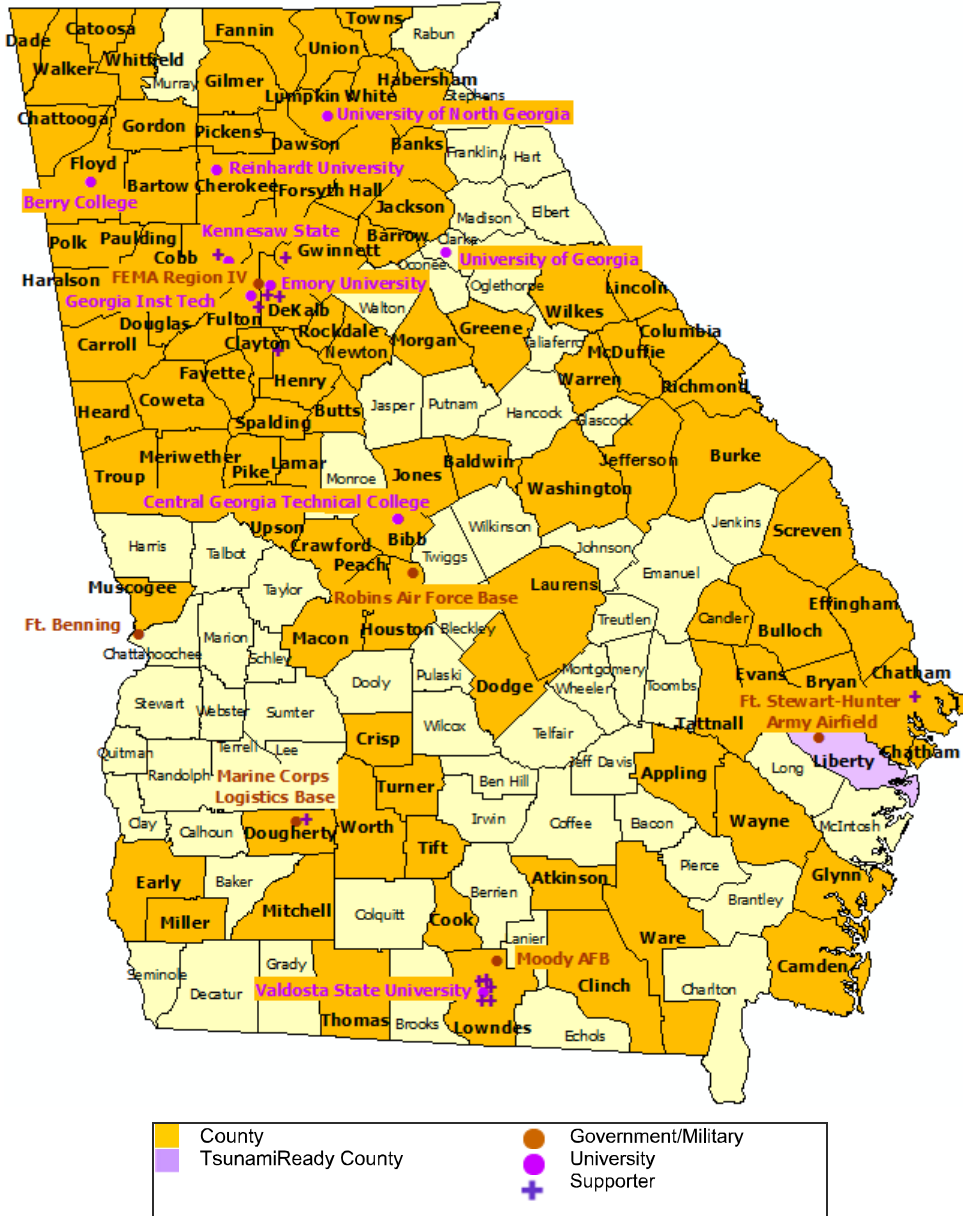 Towns
Rabun
Catoosa
Fannin
Dade
Union
Whitfield
Walker
Murray
Gilmer
Habersham
Lumpkin
White
Stephens
Chattooga
University of North Georgia
Gordon
Pickens
Dawson
Banks
Franklin
Hart
Floyd
Reinhardt University
Bartow
Cherokee
Forsyth
Hall
Berry College
Jackson
Madison
Elbert
Kennesaw State
Barrow
Clarke
Polk
Paulding
Gwinnett
Cobb
Oconee
University of Georgia
Haralson
FEMA Region IV
Emory University
Oglethorpe
Lincoln
Georgia Inst Tech
Walton
Wilkes
DeKalb
Fulton
Douglas
Rockdale
Greene
Columbia
Carroll
Clayton
Newton
Morgan
Taliaferro
McDuffie
Fayette
Henry
Warren
Richmond
Coweta
Jasper
Putnam
Heard
Butts
Hancock
Glascock
Spalding
Meriwether
Pike
Lamar
Baldwin
Jefferson
Burke
Troup
Monroe
Jones
Washington
Central Georgia Technical College
Upson
Bibb
Wilkinson
Jenkins
Screven
Harris
Talbot
Crawford
Twiggs
Johnson
Peach
Emanuel
Muscogee
Taylor
Laurens
Robins Air Force Base
Effingham
Ft. Benning
Macon
Houston
Bleckley
Treutlen
Candler
Bulloch
Chattahoochee
Marion
Schley
Dooly
Pulaski
Dodge
Montgomery
Wheeler
Toombs
Evans
Bryan
Chatham
Stewart
Webster
Sumter
Wilcox
Telfair
Tattnall
Ft. Stewart-Hunter
Army Airfield
Quitman
Terrell
Lee
Crisp
Jeff Davis
Appling
Long
Liberty
Chatham
Randolph
Marine Corps
Logistics Base
Turner
Ben Hill
Clay
Calhoun
Dougherty
Worth
Irwin
Coffee
Bacon
Wayne
McIntosh
Tift
Early
Baker
Atkinson
Pierce
Glynn
Miller
Mitchell
Colquitt
Cook
Berrien
Brantley
Lanier
Ware
Seminole
Grady
Moody AFB
Camden
Decatur
Valdosta State University
Clinch
Charlton
Thomas
Brooks
Lowndes
Echols
County
Government/Military
TsunamiReady County
University
Supporter